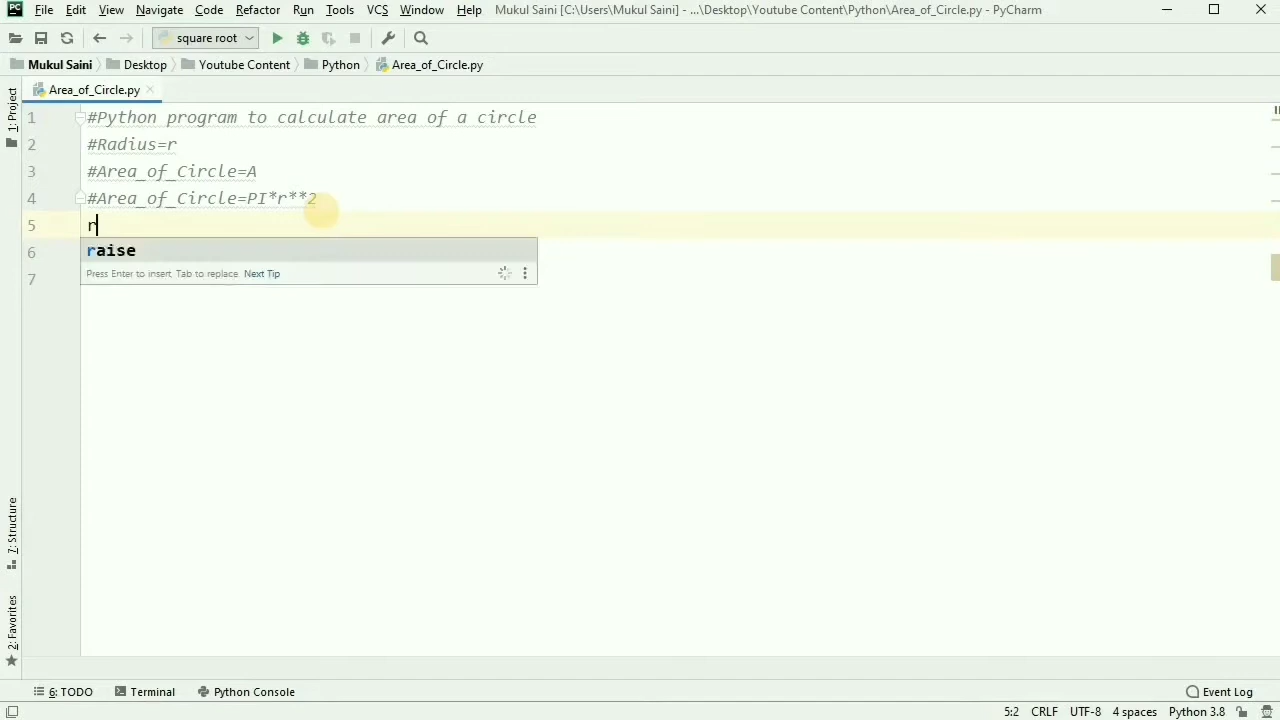 PC File Edit View Navigate Code Refactor Run Tools VCS Window Help Mukul Saini [C:\Users\Mukul Saini] - ...\Desktop\Youtube Content\Python\Area_of_Circle.py - PyCharm
square root
Mukul Saini Desktop Youtube Content Python Area_of_Circle.py
1: Project
Area_of_Circle.py
1 #Python program to calculate area of a circle
2 #Radius=r
3 #Area_of_Circle=A
4 #Area_of_Circle=PI*r**2
5 r
6 raise
Press Enter to insert, Tab to replace Next Tip
7
7: Structure
2: Favorites
6: TODO Terminal Python Console Event Log
5:2 CRLF UTF-8 4 spaces Python 3.8